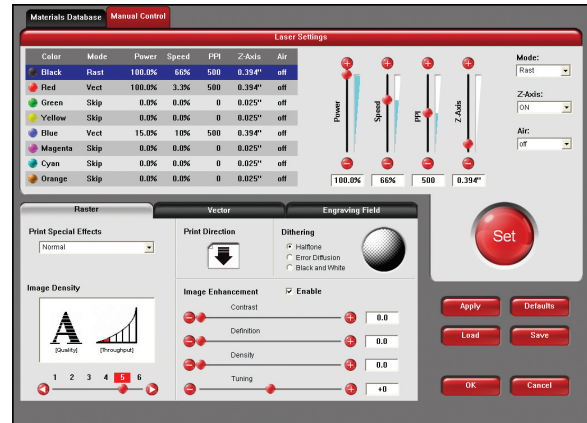 Materials Database Manual Control
Laser Settings
Color Mode Power Speed PPI Z-Axis Air
Black Rast 100.0% 66% 500 0.394" off
Red Vect 100.0% 3.3% 500 0.394" off
Green Skip 0.0% 0.0% 0 0.025" off
Yellow Skip 0.0% 0.0% 0 0.025" off
Blue Vect 15.0% 10% 500 0.394" off
Magenta Skip 0.0% 0.0% 0 0.025" off
Cyan Skip 0.0% 0.0% 0 0.025" off
Orange Skip 0.0% 0.0% 0 0.025" off
Power Speed PPI Z-Axis
100.0% 66% 500 0.394"
Mode:
Rast
Z-Axis:
ON
Air:
off
Set
Raster Vector Engraving Field
Print Special Effects
Normal
Print Direction
Dithering
Halftone
Error Diffusion
Black and White
Image Density
A
[Quality] [Throughput]
1 2 3 4 5 6
Image Enhancement Enable
Contrast
0.0
Definition
0.0
Density
0.0
Tuning
+0
Apply Defaults
Load Save
OK Cancel